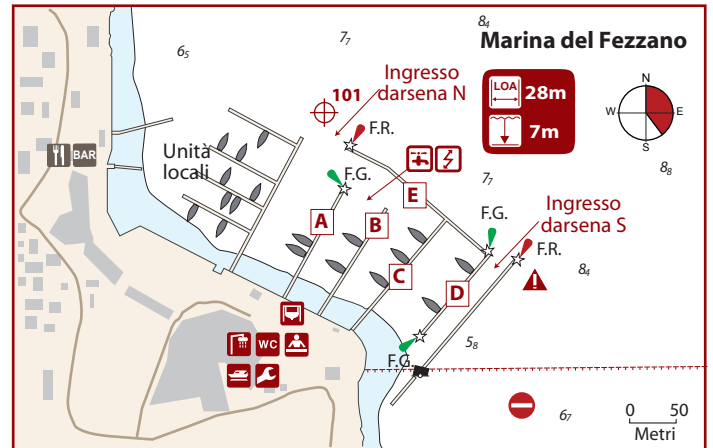 Marina del Fezzano
8₄
7₇
6₅
Ingresso
darsena N
101
LOA
28m
7m
N
W
E
S
F.R.
BAR
Unità
locali
8₈
7₇
F.G.
E
F.G.
A
B
Ingresso
darsena S
F.R.
C
D
8₄
WC
5₈
F.G.
6₇
0 50
Metri